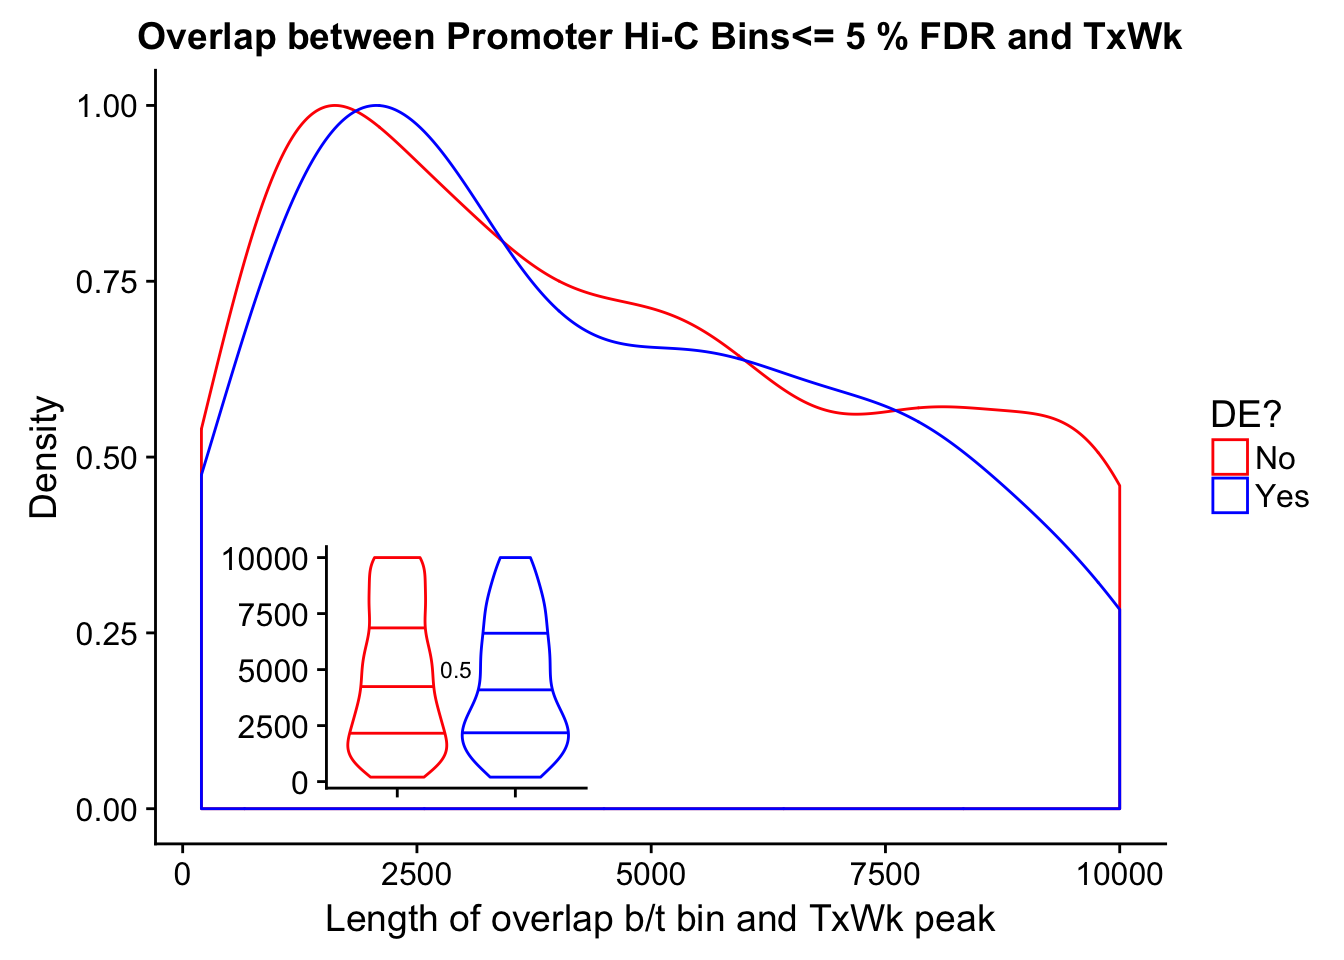 Overlap between Promoter Hi-C Bins<= 5 % FDR and TxWk
1.00
0.75
0.50
0.25
0.00
Density
10000
7500
5000
2500
0
0.5
DE?
No
Yes
0 2500 5000 7500 10000
Length of overlap b/t bin and TxWk peak